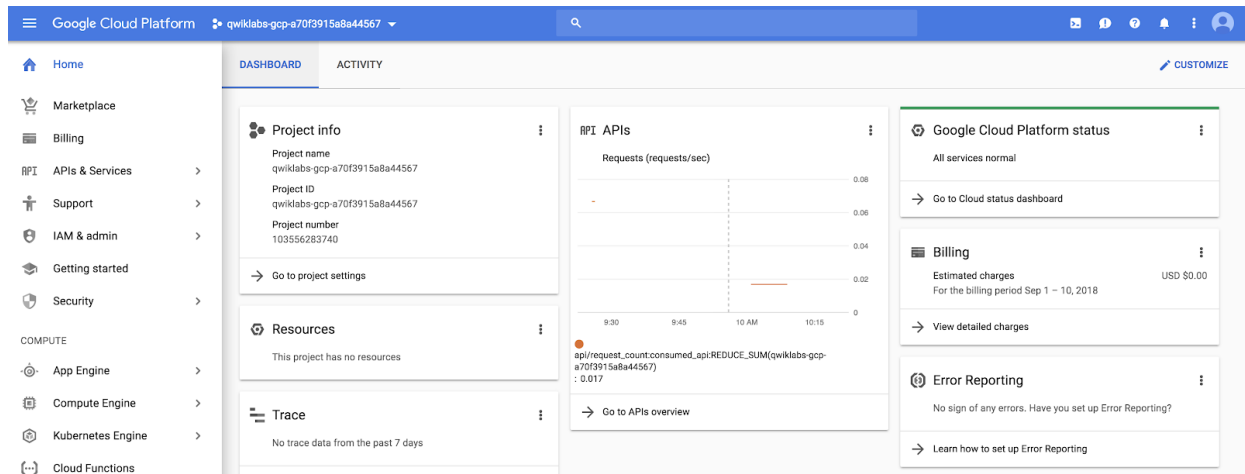 Google Cloud Platform
qwiklabs-gcp-a70f3915a8a44567
Home
Marketplace
Billing
API
APIs & Services
Support
IAM & admin
Getting started
Security
COMPUTE
App Engine
Compute Engine
Kubernetes Engine
Cloud Functions
DASHBOARD
ACTIVITY
CUSTOMIZE
Project info
Project name
qwiklabs-gcp-a70f3915a8a44567
Project ID
qwiklabs-gcp-a70f3915a8a44567
Project number
103556283740
Go to project settings
Resources
This project has no resources
Trace
No trace data from the past 7 days
API APIs
Requests (requests/sec)
0.08
0.06
0.04
0.02
0
9:30 9:45 10 AM 10:15
api/request_count:consumed_api:REDUCE_SUM(qwiklabs-gcp-
a70f3915a8a44567)
: 0.017
Go to APIs overview
Google Cloud Platform status
All services normal
Go to Cloud status dashboard
Billing
Estimated charges USD $0.00
For the billing period Sep 1 – 10, 2018
View detailed charges
Error Reporting
No sign of any errors. Have you set up Error Reporting?
Learn how to set up Error Reporting